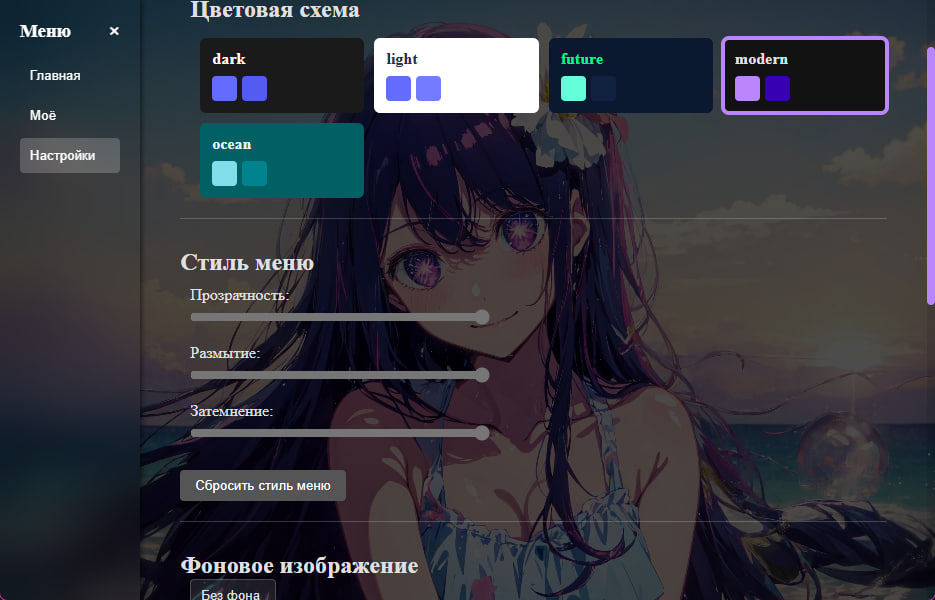 Меню ×
Главная
Моё
Настройки
Цветовая схема
dark
light
future
modern
ocean
Стиль меню
Прозрачность:
Размытие:
Затемнение:
Сбросить стиль меню
Фоновое изображение
Без фона